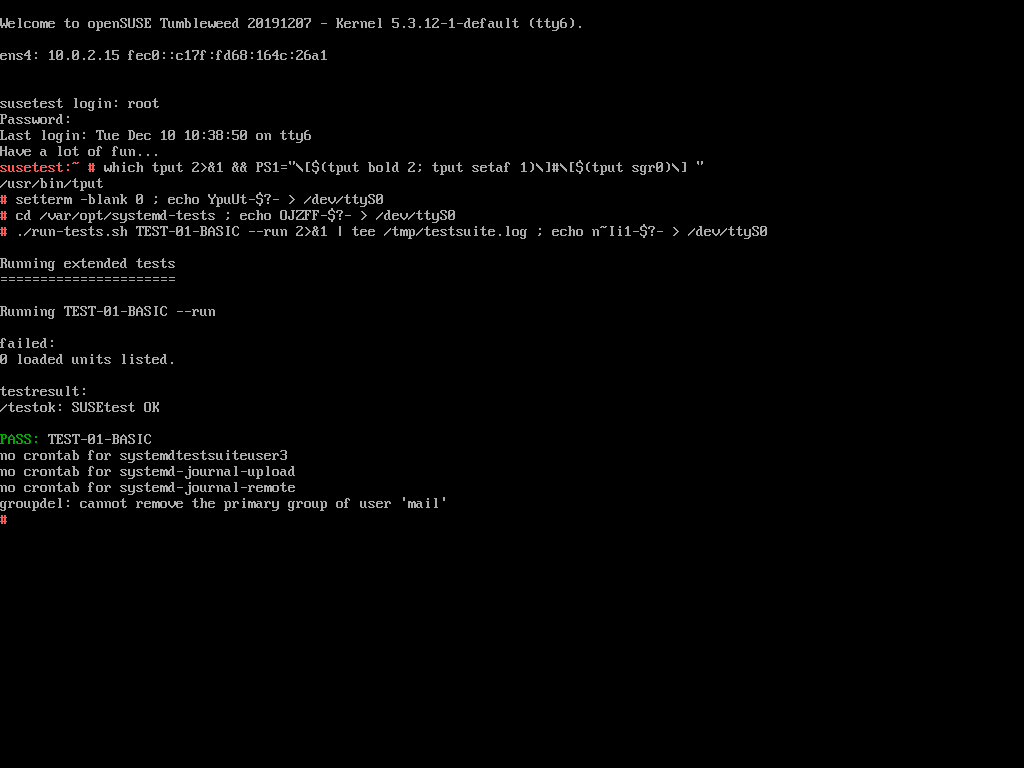 Welcome to openSUSE Tumbleweed 20191207 - Kernel 5.3.12-1-default (tty6).
ens4: 10.0.2.15 fec0::c17f:fd68:164c:26a1
susetest login: root
Password:
Last login: Tue Dec 10 10:38:50 on tty6
Have a lot of fun...
susetest:~ # which tput 2>&1 && PS1="\[$(tput bold 2; tput setaf 1)\]#\[$(tput sgr0)\] "
/usr/bin/tput
# setterm -blank 0 ; echo YpuUt-$?- > /dev/ttyS0
# cd /var/opt/systemd-tests ; echo OJZFF-$?- > /dev/ttyS0
# ./run-tests.sh TEST-01-BASIC --run 2>&1 | tee /tmp/testsuite.log ; echo n~Ii1-$?- > /dev/ttyS0
Running extended tests
======================
Running TEST-01-BASIC --run
failed:
0 loaded units listed.
testresult:
/testok: SUSEtest OK
PASS: TEST-01-BASIC
no crontab for systemdtestsuiteuser3
no crontab for systemd-journal-upload
no crontab for systemd-journal-remote
groupdel: cannot remove the primary group of user 'mail'
#